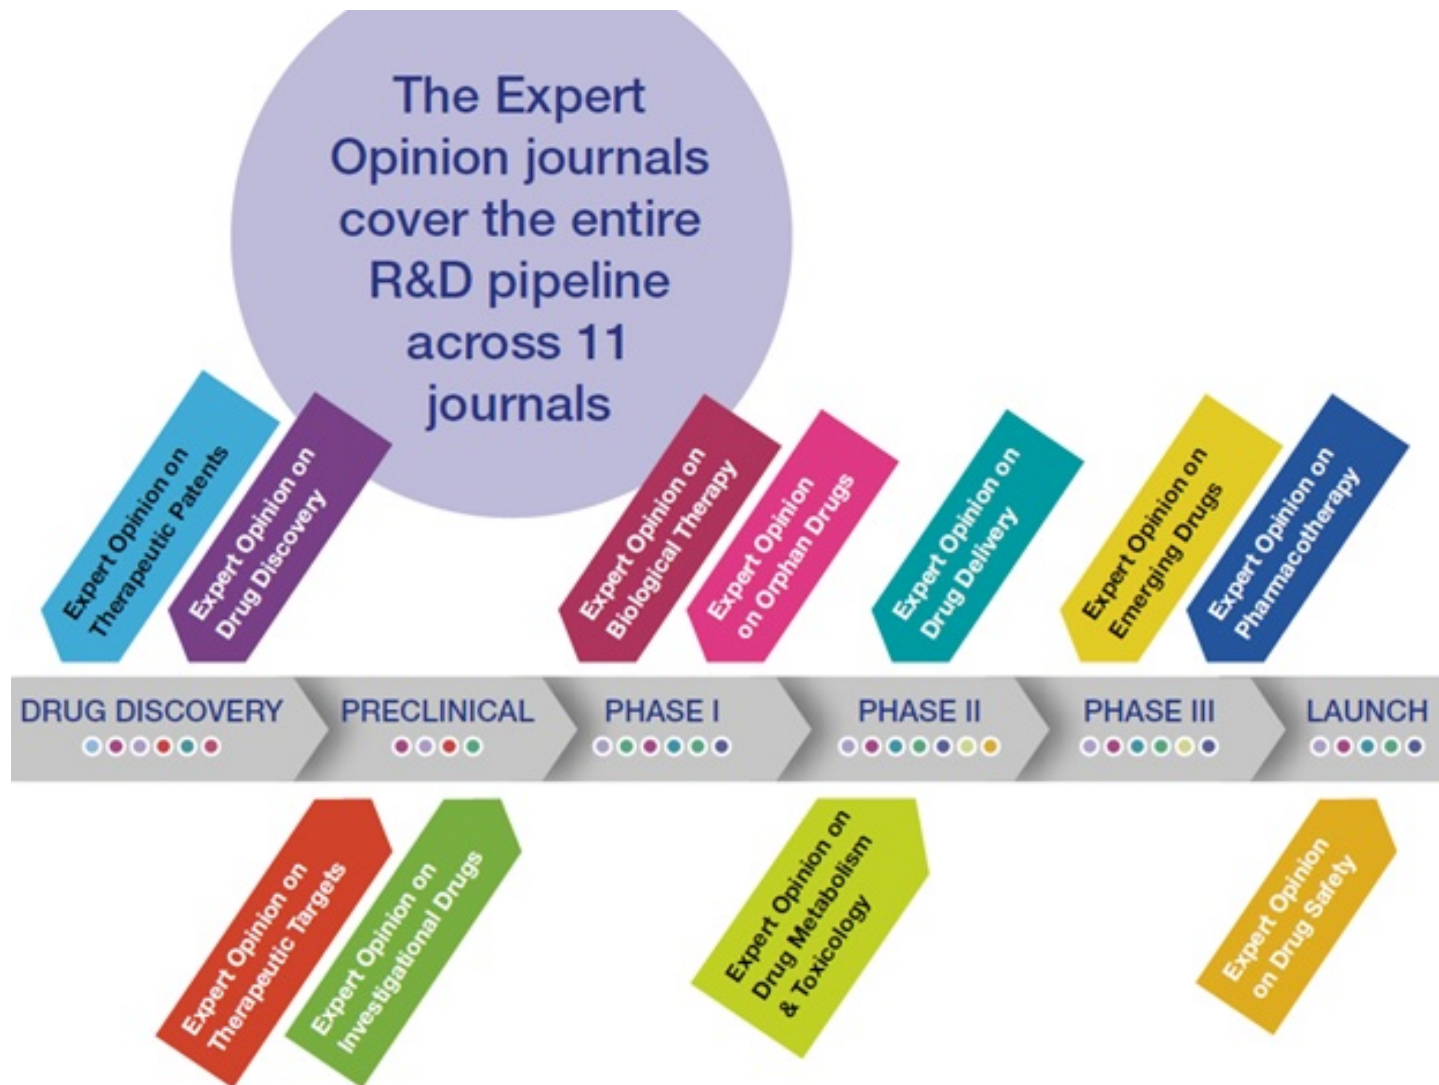 The Expert
Opinion journals
cover the entire
R&D pipeline
across 11
journals
Expert Opinion on
Therapeutic Patents
Expert Opinion on
Drug Discovery
Expert Opinion on
Biological Therapy
Expert Opinion
on Orphan Drugs
Expert Opinion on
Drug Delivery
Expert Opinion on
Emerging Drugs
Expert Opinion on
Pharmacotherapy
DRUG DISCOVERY
PRECLINICAL
PHASE I
PHASE II
PHASE III
LAUNCH
Expert Opinion on
Therapeutic Targets
Expert Opinion on
Investigational Drugs
Expert Opinion on
Drug Metabolism
& Toxicology
Expert Opinion
on Drug Safety